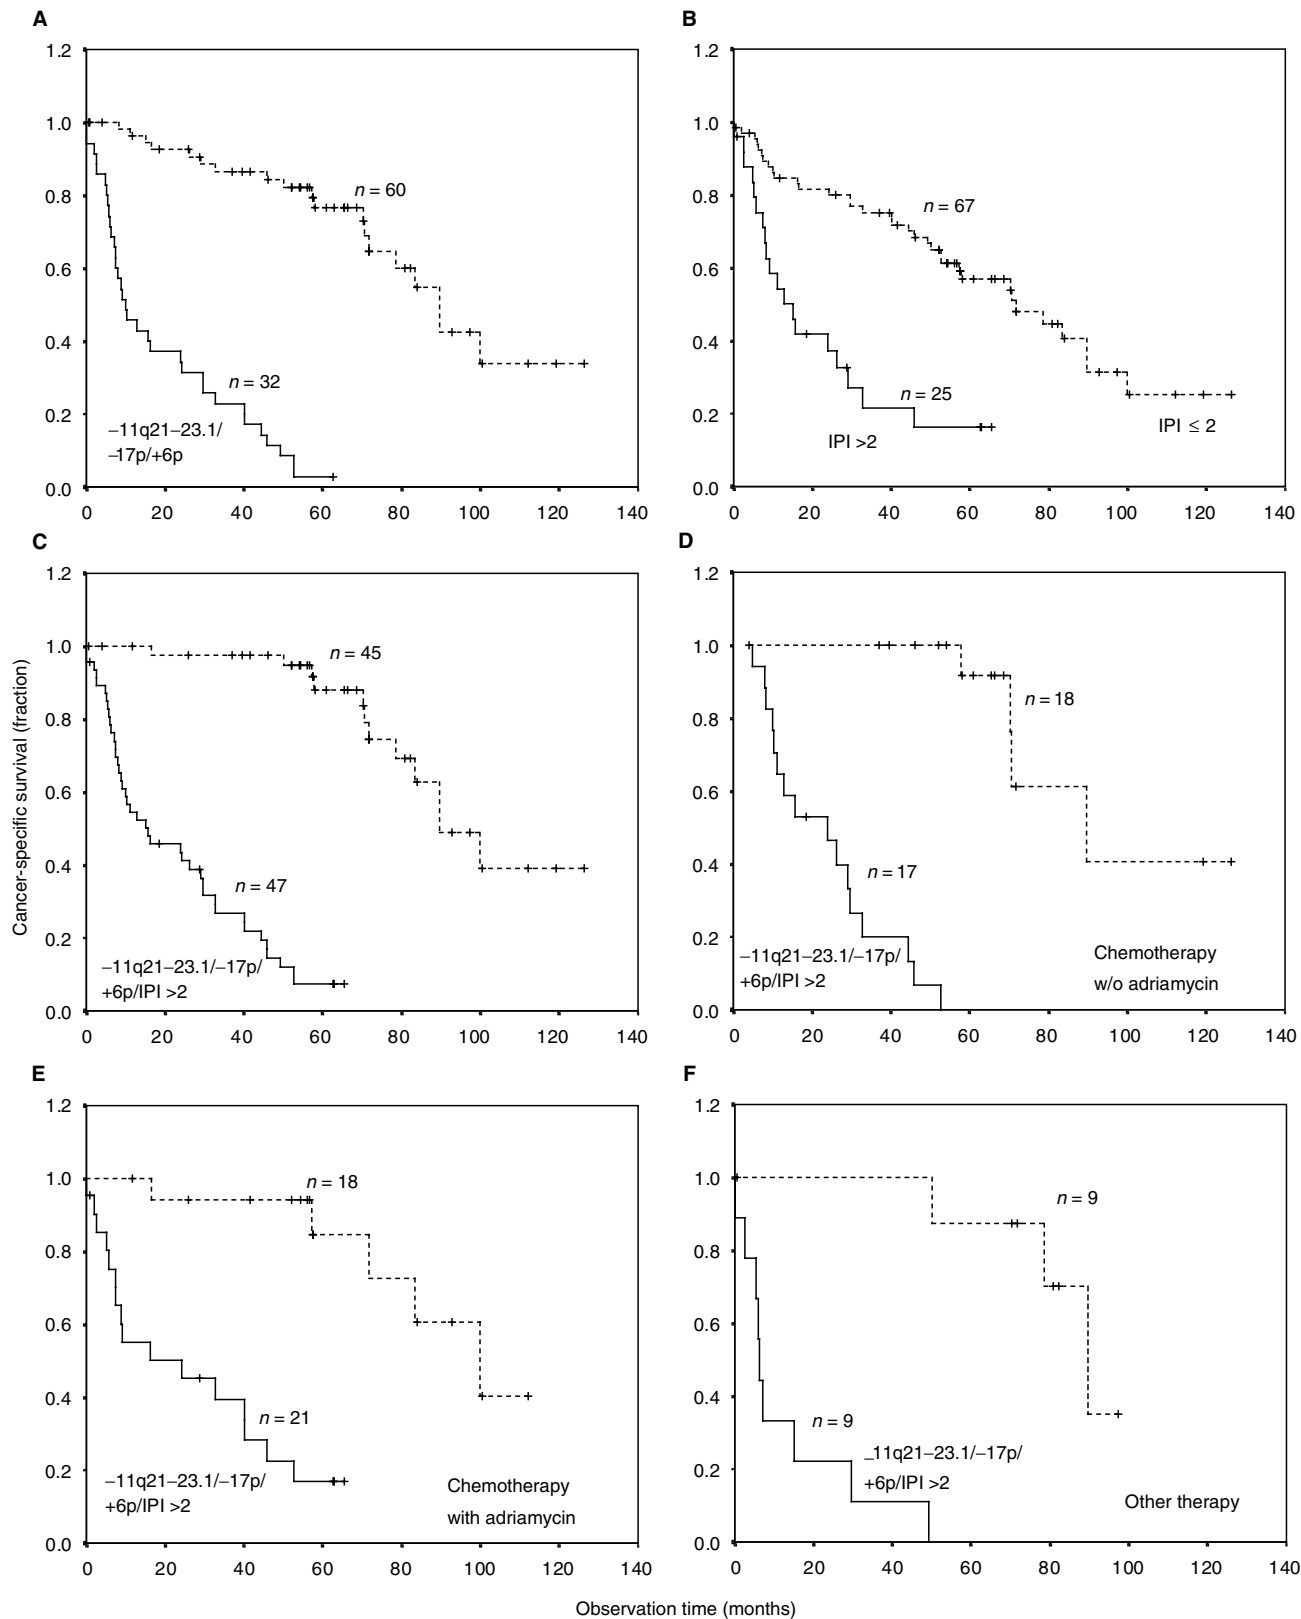 A
1.2
1.0
0.8
0.6
0.4
0.2
0.0
n = 60
n = 32
–11q21–23.1/
–17p/+6p
0 20 40 60 80 100 120 140
B
1.2
1.0
0.8
0.6
0.4
0.2
0.0
n = 67
n = 25
IPI >2
IPI ≤ 2
0 20 40 60 80 100 120 140
Cancer-specific survival (fraction)
C
1.2
1.0
0.8
0.6
0.4
0.2
0.0
n = 45
n = 47
–11q21–23.1/–17p/
+6p/IPI >2
0 20 40 60 80 100 120 140
D
1.2
1.0
0.8
0.6
0.4
0.2
0.0
n = 18
n = 17
–11q21–23.1/–17p/
+6p/IPI >2
Chemotherapy
w/o adriamycin
0 20 40 60 80 100 120 140
E
1.2
1.0
0.8
0.6
0.4
0.2
0.0
n = 18
n = 21
–11q21–23.1/–17p/
+6p/IPI >2
Chemotherapy
with adriamycin
0 20 40 60 80 100 120 140
F
1.2
1.0
0.8
0.6
0.4
0.2
0.0
n = 9
n = 9
–11q21–23.1/–17p/
+6p/IPI >2
Other therapy
0 20 40 60 80 100 120 140
Observation time (months)